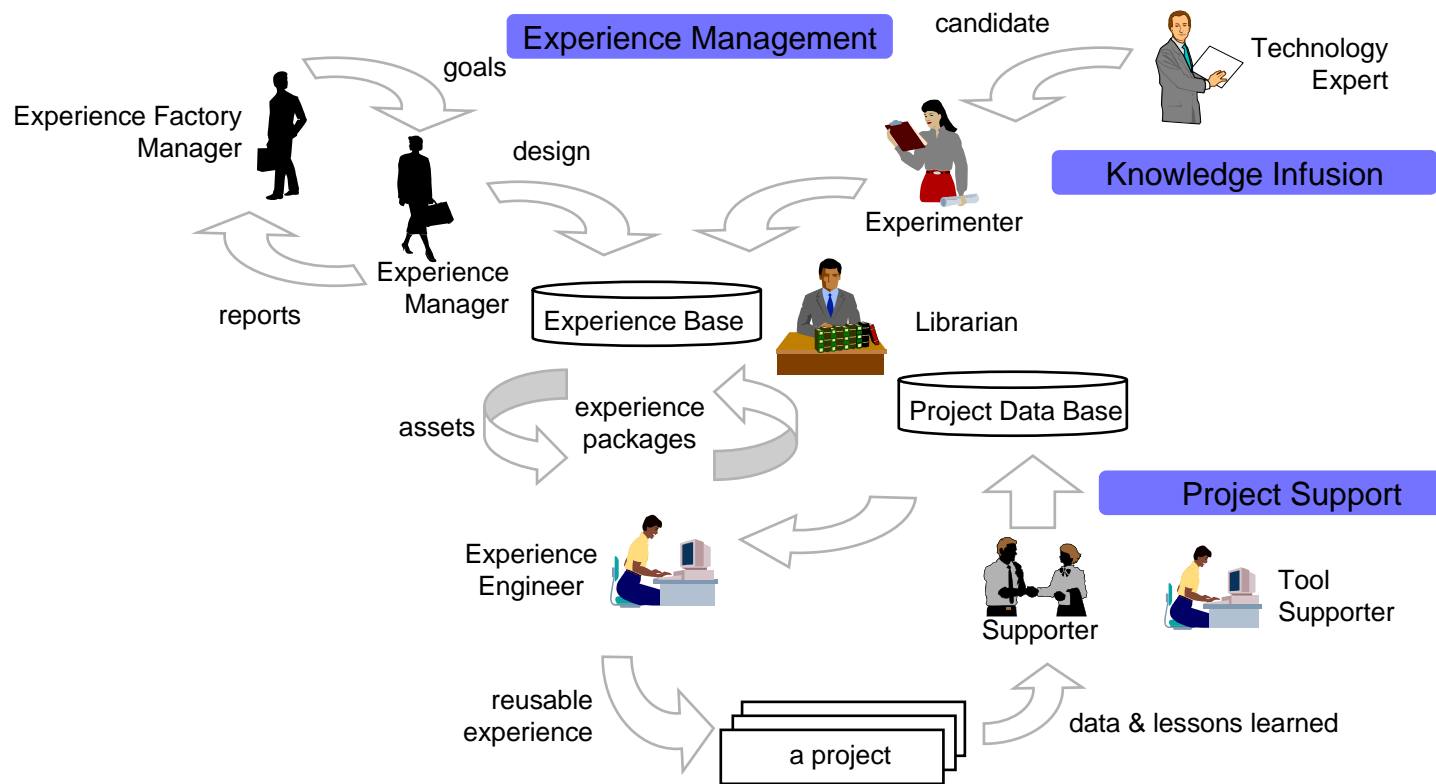 Experience Management
candidate
Technology
Expert
goals
Experience Factory
Manager
design
Knowledge Infusion
Experimenter
Experience
Manager
reports
Experience Base
Librarian
Project Data Base
assets
experience
packages
Project Support
Experience
Engineer
Supporter
Tool
Supporter
reusable
experience
a project
data & lessons learned